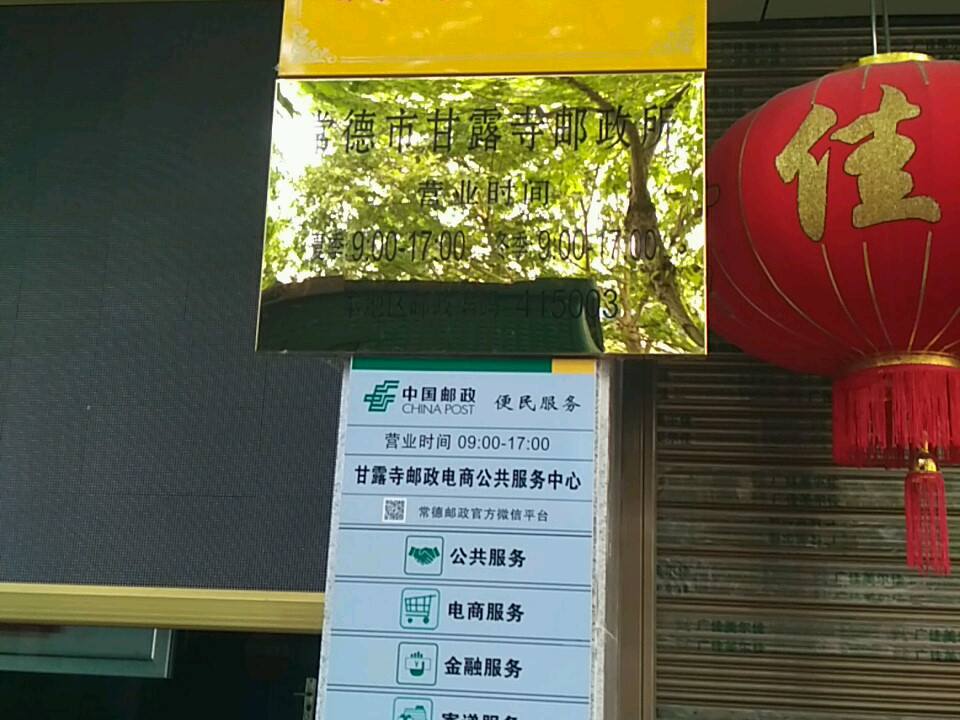 常德市甘露寺邮政所
营业时间
夏季 9:00-17:00 冬季 9:00-17:00
415003
中国邮政
CHINA POST
便民服务
营业时间 09:00-17:00
甘露寺邮政电商公共服务中心
常德邮政官方微信平台
公共服务
电商服务
金融服务
寄递服务
佳